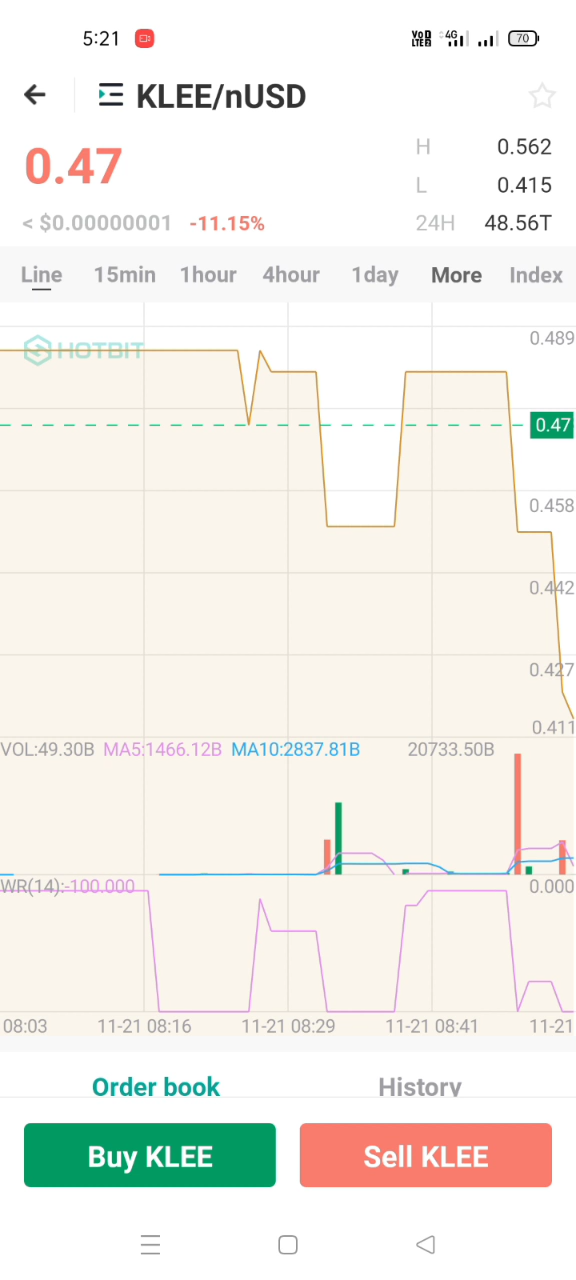 5:21
VoD LTE2 4G 70
KLEE/nUSD
0.47
H 0.562
L 0.415
< $0.00000001 -11.15%
24H 48.56T
Line 15min 1hour 4hour 1day More Index
0.489
HOTBIT
0.47
0.458
0.442
0.427
0.411
VOL:49.30B MA5:1466.12B MA10:2837.81B 20733.50B
WR(14):-100.000 0.000
08:03 11-21 08:16 11-21 08:29 11-21 08:41 11-21
Order book History
Buy KLEE Sell KLEE